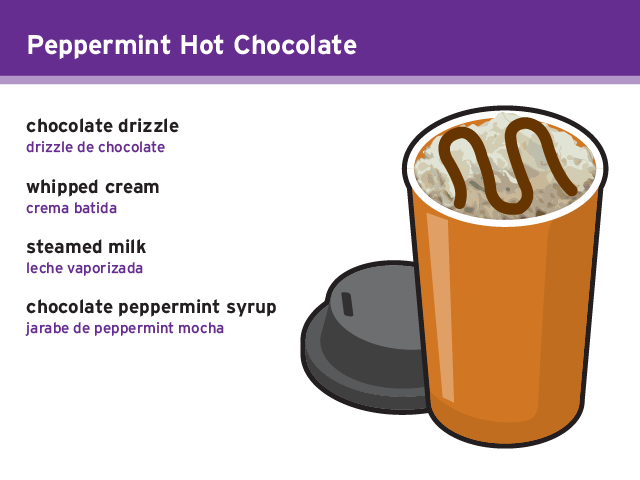 Peppermint Hot Chocolate
chocolate drizzle
drizzle de chocolate
whipped cream
crema batida
steamed milk
leche vaporizada
chocolate peppermint syrup
jarabe de peppermint mocha